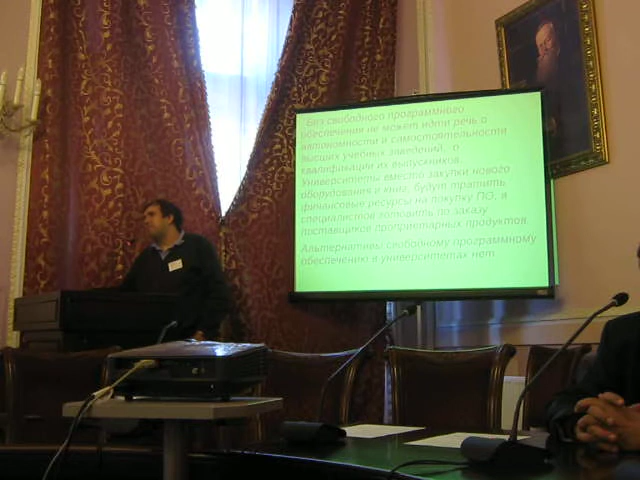 Без свободного программного
обеспечения не может идти речь о
автономности и самостоятельности
высших учебных заведений, о
квалификации их выпускников.
Университеты вместо закупки нового
оборудования и книг, будут тратить
финансовые ресурсы на покупку ПО, а
специалистов готовить по заказу
поставщиков проприетарных продуктов.
Альтернативы свободному программному
обеспечению в университетах нет